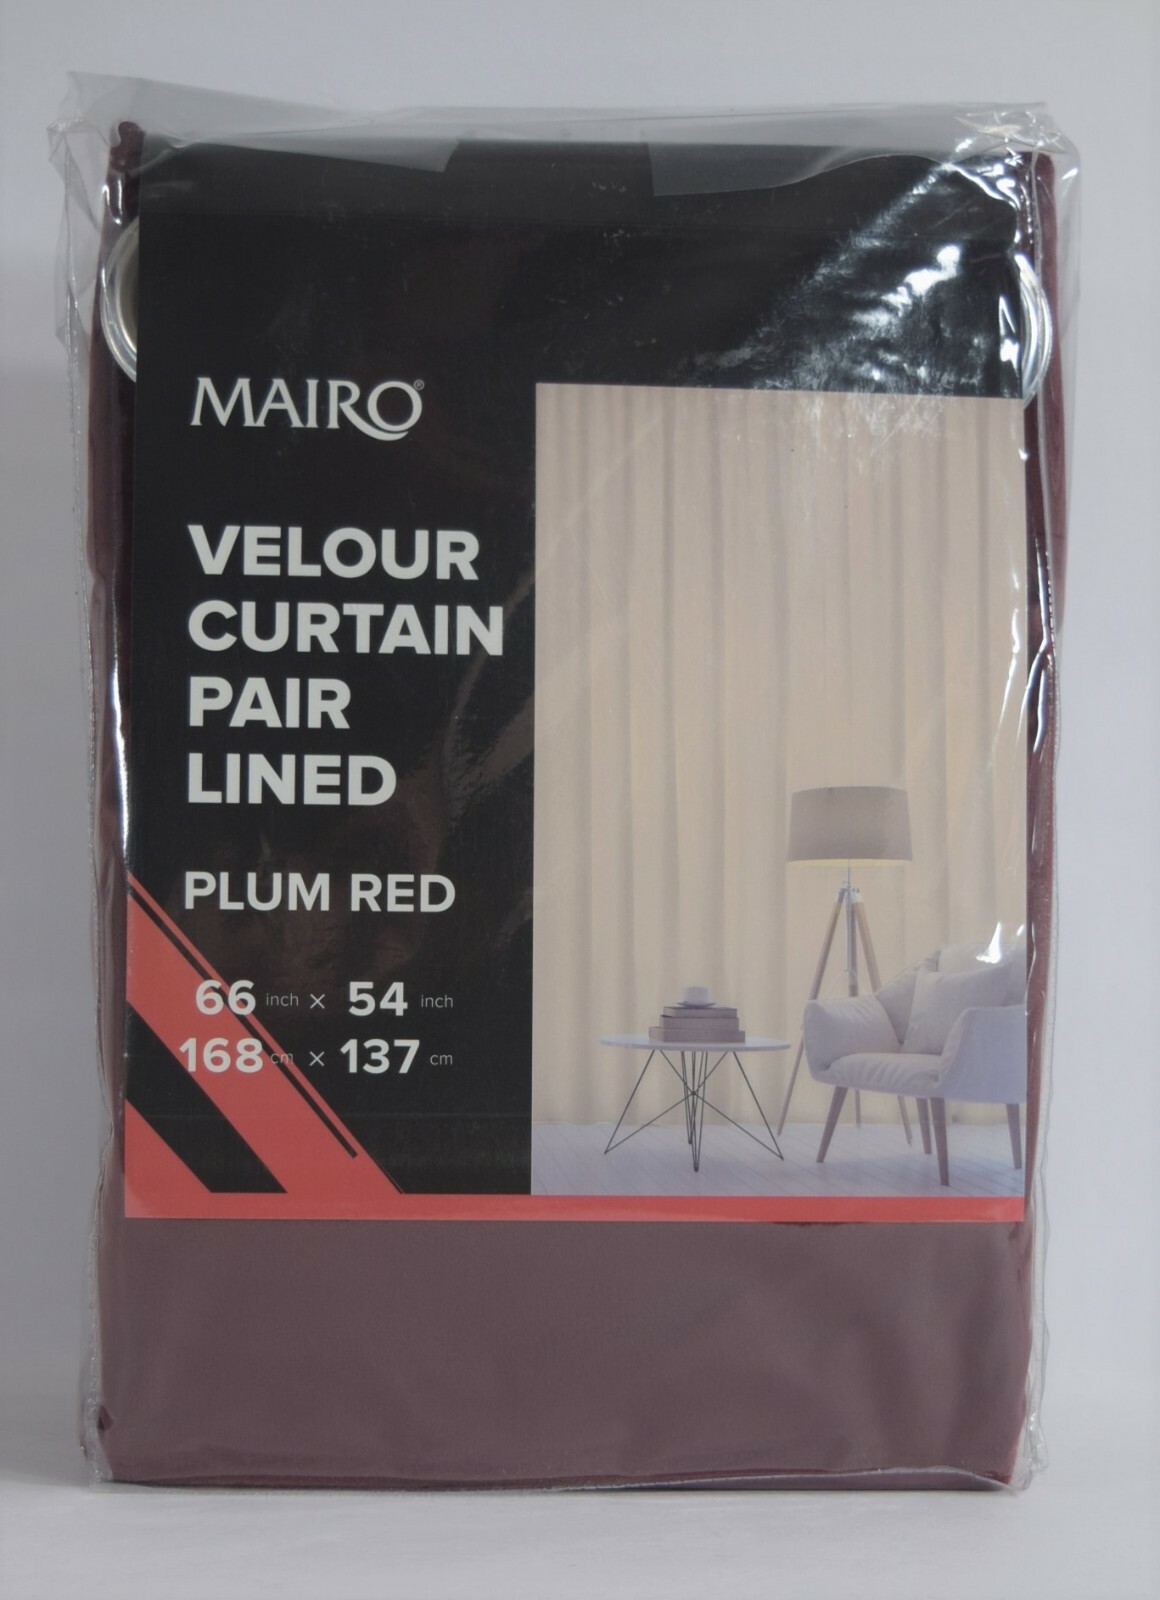 MAIRO®
VELOUR
CURTAIN
PAIR
LINED
PLUM RED
66 inch × 54 inch
168 cm × 137 cm